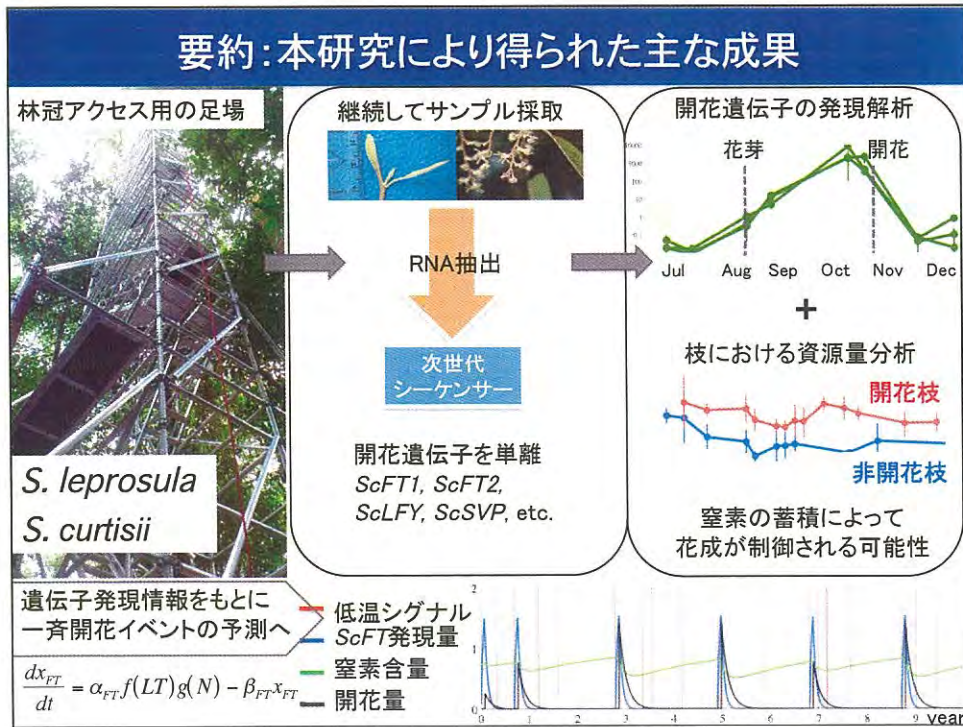 要約:本研究により得られた主な成果
林冠アクセス用の足場
S. leprosula
S. curtisii
継続してサンプル採取
RNA抽出
次世代
シーケンサー
開花遺伝子を単離
ScFT1, ScFT2,
ScLFY, ScSVP, etc.
開花遺伝子の発現解析
花芽 開花
Jul Aug Sep Oct Nov Dec
+
枝における資源量分析
開花枝
非開花枝
窒素の蓄積によって
花成が制御される可能性
遺伝子発現情報をもとに
一斉開花イベントの予測へ
dx_FT/dt = α_FT f(LT)g(N) − β_FT x_FT
低温シグナル
ScFT発現量
窒素含量
開花量
2
1
0
0 1 2 3 4 5 6 7 8 9 year